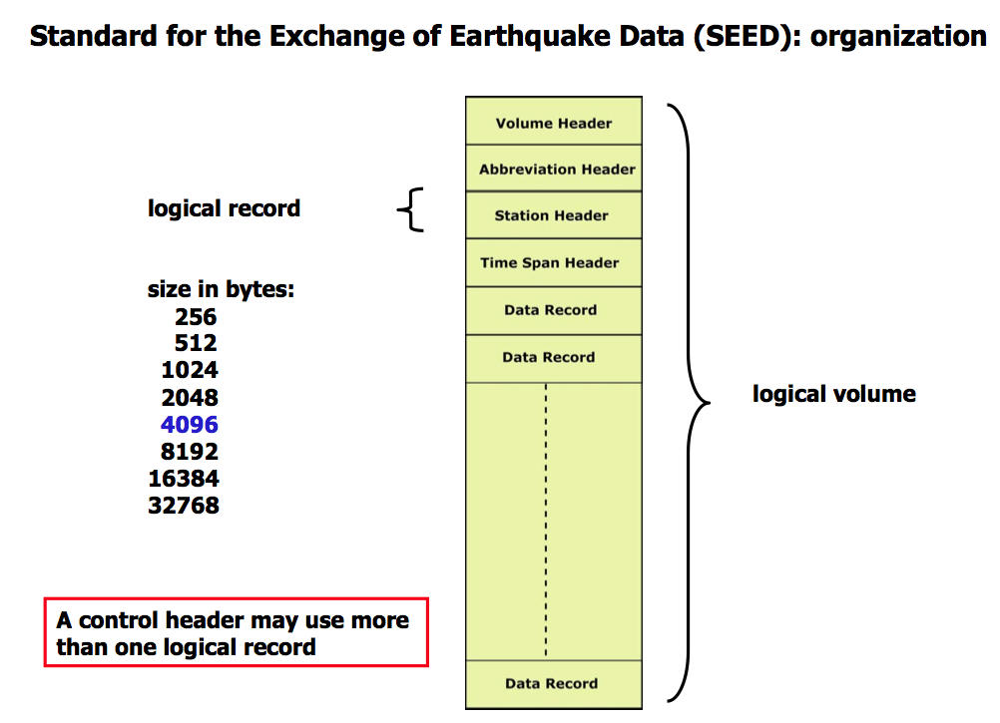 Standard for the Exchange of Earthquake Data (SEED): organization
Volume Header
Abbreviation Header
logical record
Station Header
Time Span Header
size in bytes:
256
512
1024
2048
4096
8192
16384
32768
Data Record
Data Record
logical volume
A control header may use more
than one logical record
Data Record